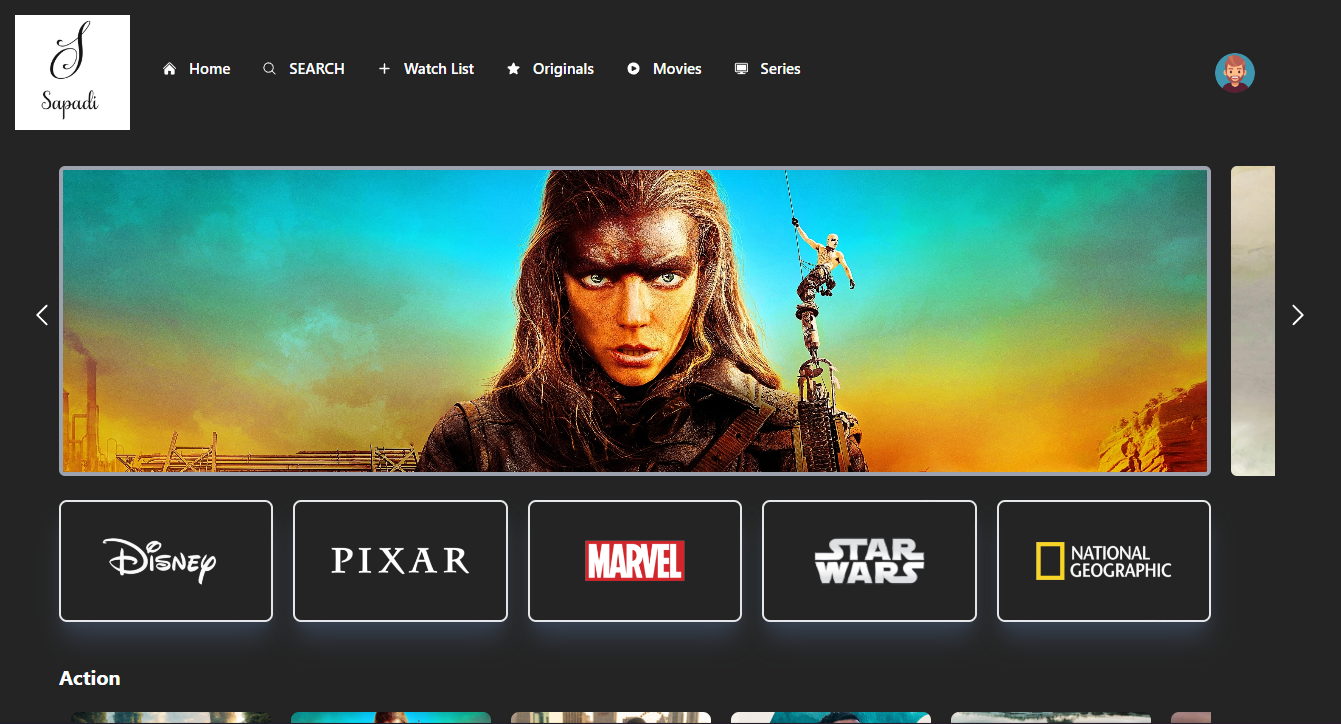 S
Sapadi
Home
SEARCH
Watch List
Originals
Movies
Series
Disney
PIXAR
MARVEL
STAR
WARS
NATIONAL
GEOGRAPHIC
Action